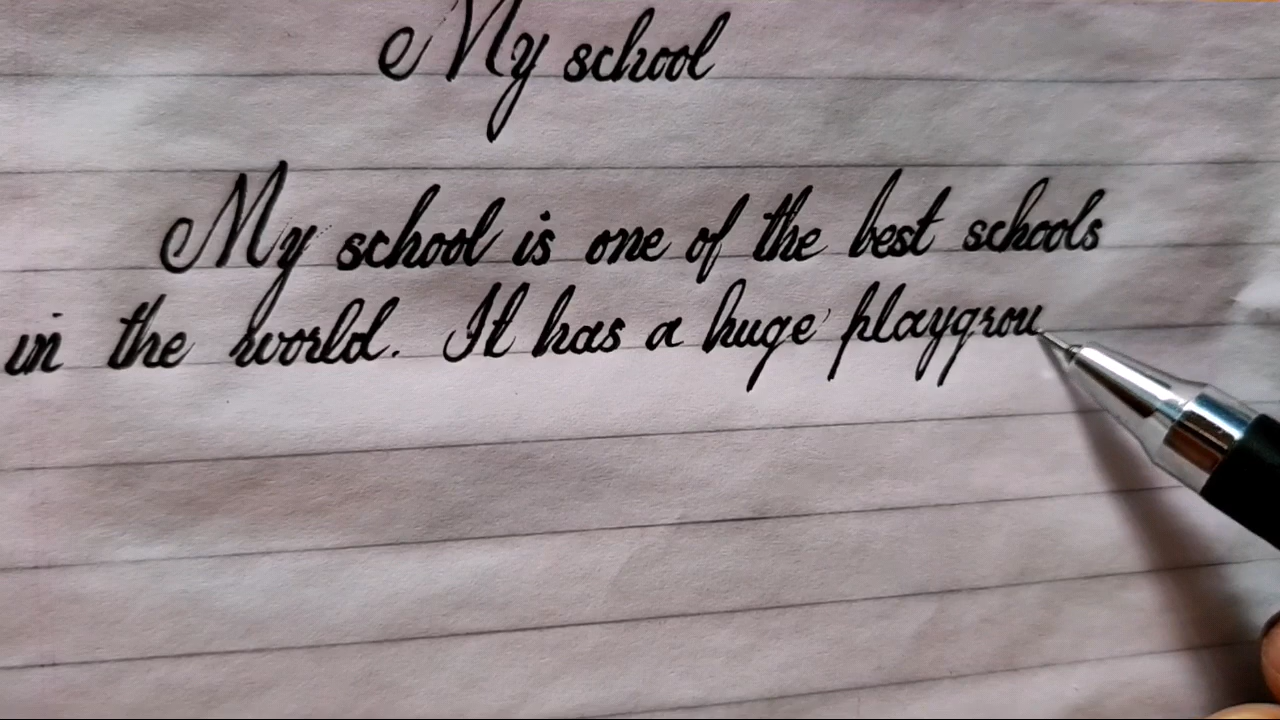 My school
My school is one of the best schools
in the world. It has a huge playgrou